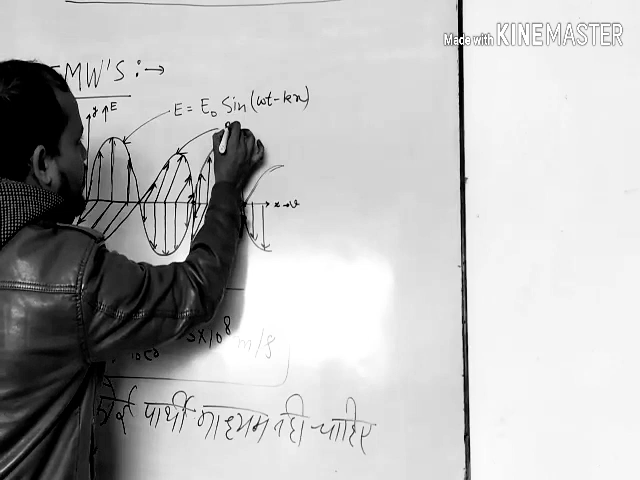 Made with KINEMASTER
EMW'S :→
y ↑E
E = E₀ Sin(ωt - kx)
x → v
3×10⁸ m/s
कोई पार्थी माध्यम नही चाहिए